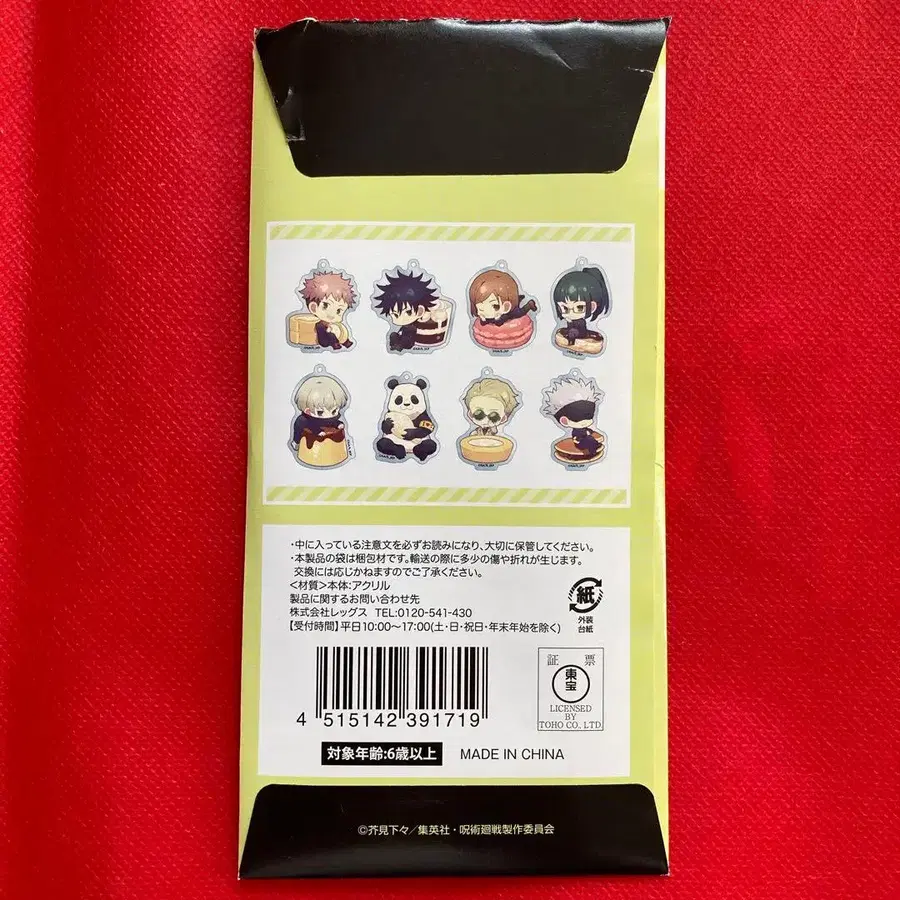 ・中に入っている注意文を必ずお読みになり、大切に保管してください。
・本製品の袋は梱包材です。輸送の際に多少の傷や折れが生じます。
交換には応じかねますのでご了承ください。
<材質>本体:アクリル
製品に関するお問い合わせ先
株式会社レッグス TEL:0120-541-430
【受付時間】平日10:00〜17:00(土・日・祝日・年末年始を除く)
紙
外装
台紙
4 515142 391719
証 票
東宝
LICENSED
BY
TOHO CO., LTD.
対象年齢:6歳以上
MADE IN CHINA
©芥見下々/集英社・呪術廻戦製作委員会